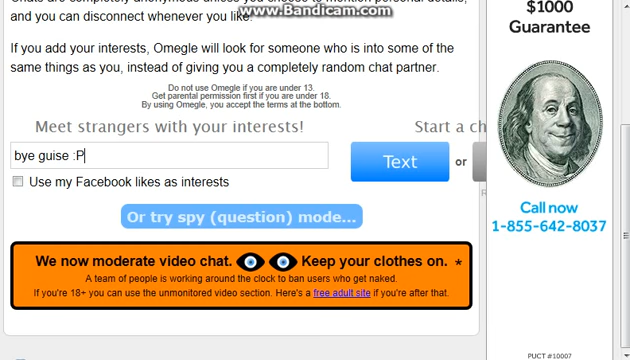 Chats are completely anonymous unless you choose to mention personal details,
www.Bandicam.com
and you can disconnect whenever you like.
If you add your interests, Omegle will look for someone who is into some of the
same things as you, instead of giving you a completely random chat partner.
Do not use Omegle if you are under 13.
Get parental permission first if you are under 18.
By using Omegle, you accept the terms at the bottom.
Meet strangers with your interests!
Start a ch
bye guise :P
Text
or
Use my Facebook likes as interests
Or try spy (question) mode...
We now moderate video chat. Keep your clothes on. *
A team of people is working around the clock to ban users who get naked.
If you're 18+ you can use the unmonitored video section. Here's a free adult site if you're after that.
$1000
Guarantee
Call now
1-855-642-8037
PUCT #10007